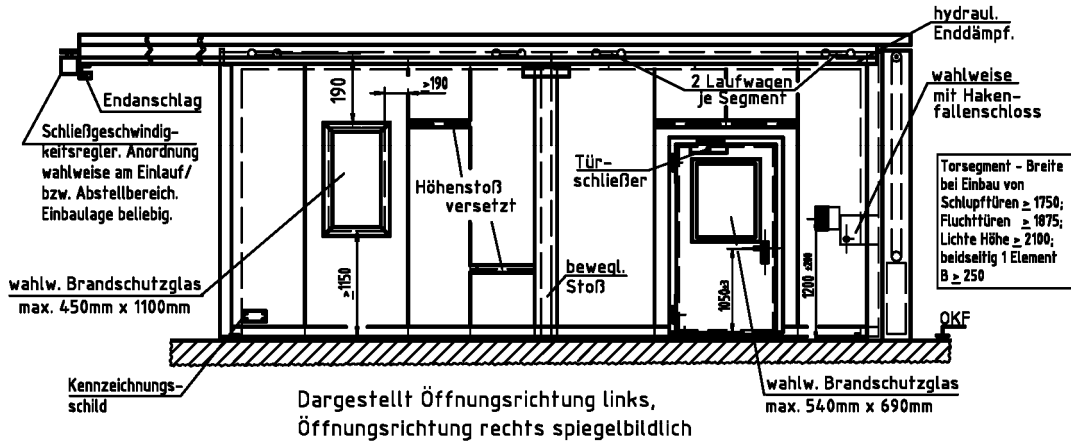 hydraul.
Enddämpf.
wahlweise
mit Haken-
fallenschloss
Endanschlag
190
≥190
2 Laufwagen
je Segment
Schließgeschwindig-
keitsregler. Anordnung
wahlweise am Einlauf/
bzw. Abstellbereich.
Einbaulage beliebig.
Tür-
schließer
Höhenstoß
versetzt
Torsegment - Breite
bei Einbau von
Schlupftüren ≥ 1750;
Fluchttüren ≥ 1875;
Lichte Höhe ≥ 2100;
beidseitig 1 Element
B ≥ 250
wahlw. Brandschutzglas
max. 450mm x 1100mm
≥1150
bewegl.
Stoß
1050±3
1200 ±200
OKF
Kennzeichnungs-
schild
wahlw. Brandschutzglas
max. 540mm x 690mm
Dargestellt Öffnungsrichtung links,
Öffnungsrichtung rechts spiegelbildlich